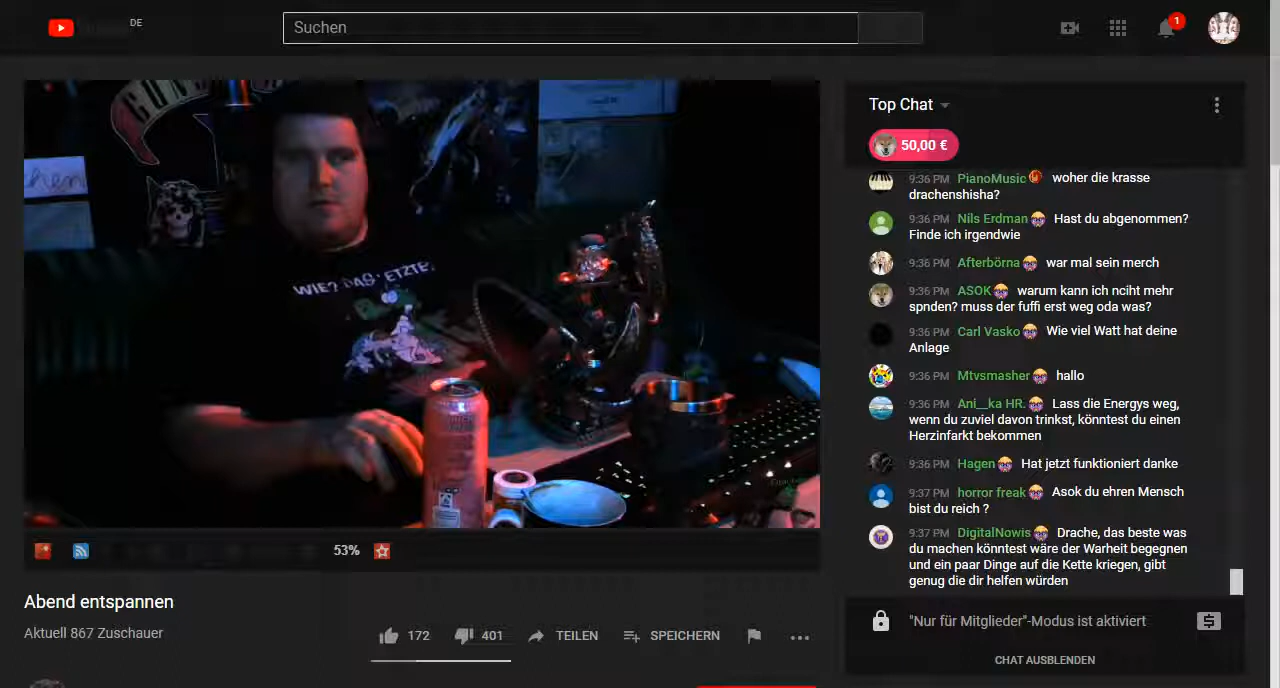 DE
Suchen
1
WIE? DAS
53%
Abend entspannen
Aktuell 867 Zuschauer
172
401
TEILEN
SPEICHERN
Top Chat
50,00 €
9:36 PM PianoMusic woher die krasse
drachenshisha?
9:36 PM Nils Erdman Hast du abgenommen?
Finde ich irgendwie
9:36 PM Afterbörna war mal sein merch
9:36 PM ASOK warum kann ich nciht mehr
spnden? muss der fuffi erst weg oda was?
9:36 PM Carl Vasko Wie viel Watt hat deine
Anlage
9:36 PM Mtvsmasher hallo
9:36 PM Ani__ka HR. Lass die Energys weg,
wenn du zuviel davon trinkst, könntest du einen
Herzinfarkt bekommen
9:36 PM Hagen Hat jetzt funktioniert danke
9:37 PM horror freak Asok du ehren Mensch
bist du reich ?
9:37 PM DigitalNowis Drache, das beste was
du machen könntest wäre der Warheit begegnen
und ein paar Dinge auf die Kette kriegen, gibt
genug die dir helfen würden
"Nur für Mitglieder"-Modus ist aktiviert
CHAT AUSBLENDEN